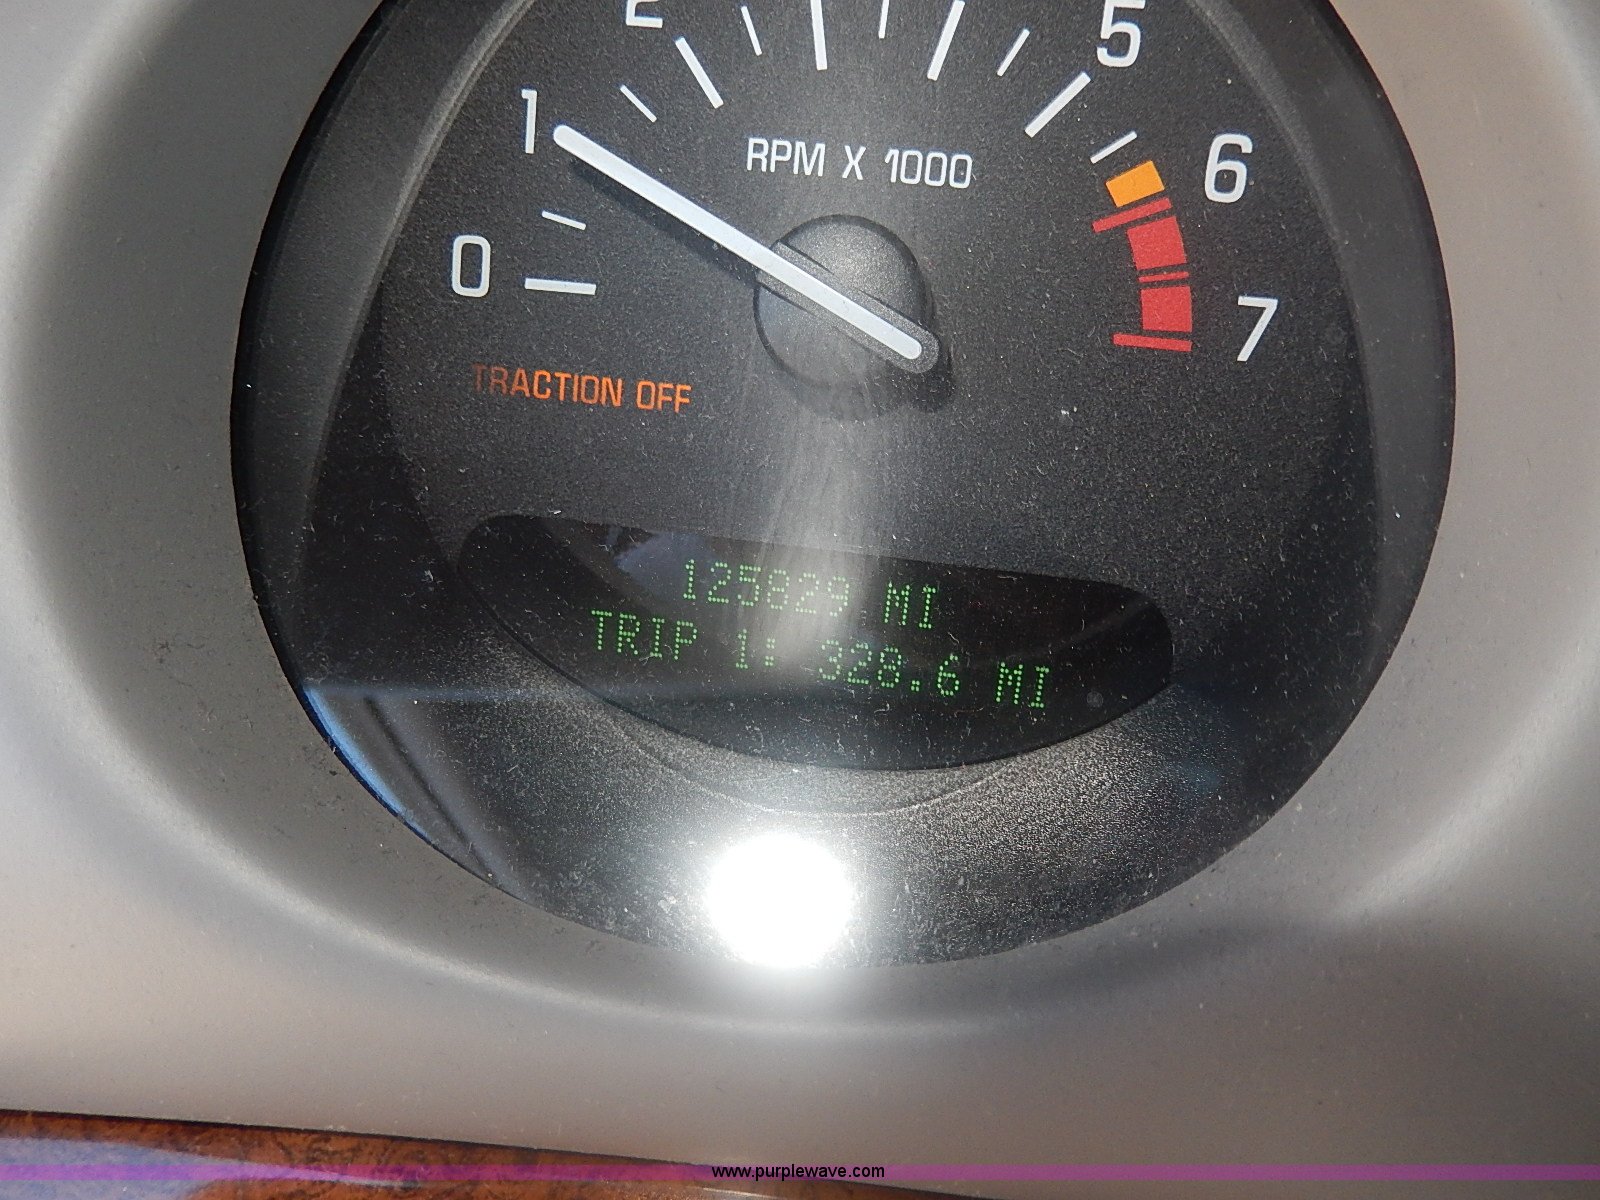 2
5
1
6
RPM X 1000
0
7
TRACTION OFF
125829 MI
TRIP 1: 328.6 MI
www.purplewave.com